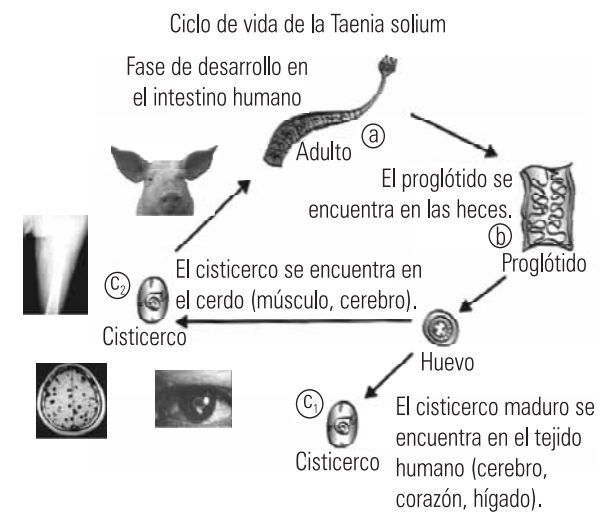 Ciclo de vida de la Taenia solium
Fase de desarrollo en
el intestino humano
Adulto
a
El proglótido se
encuentra en las heces.
b
Proglótido
C₂
El cisticerco se encuentra en
el cerdo (músculo, cerebro).
Cisticerco
Huevo
C₁
Cisticerco
El cisticerco maduro se
encuentra en el tejido
humano (cerebro,
corazón, hígado).